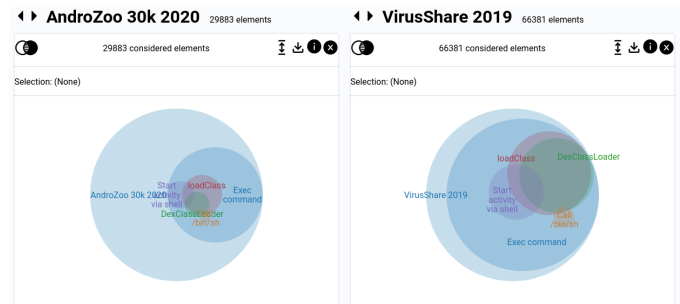 AndroZoo 30k 2020 29883 elements
29883 considered elements
Selection: (None)
AndroZoo 30k 2020
Start
activity
via shell
loadClass
Exec
command
DexClassLoader
/bin/sh
VirusShare 2019 66381 elements
66381 considered elements
Selection: (None)
loadClass
DexClassLoader
VirusShare 2019
Start
activity
via shell
Call
/bin/sh
Exec command